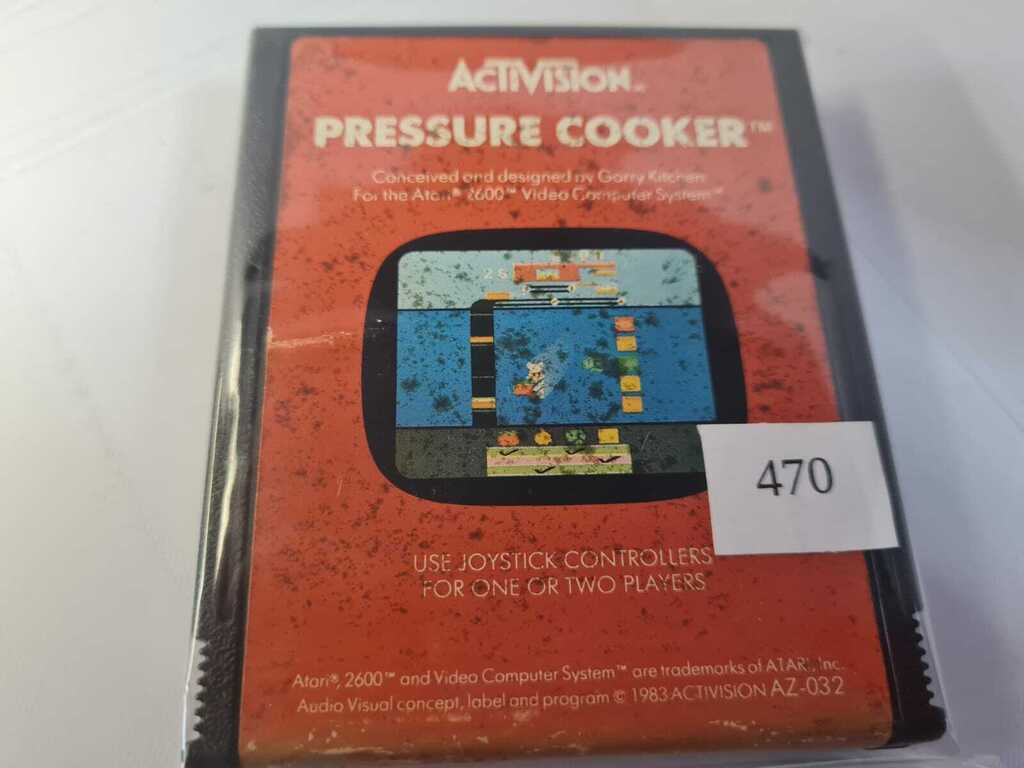 ACTIVISION.
PRESSURE COOKER™
Conceived and designed by Garry Kitchen
For the Atari® 2600™ Video Computer System™
470
USE JOYSTICK CONTROLLERS
FOR ONE OR TWO PLAYERS
Atari®, 2600™ and Video Computer System™ are trademarks of ATARI, Inc.
Audio Visual concept, label and program © 1983 ACTIVISION AZ-032